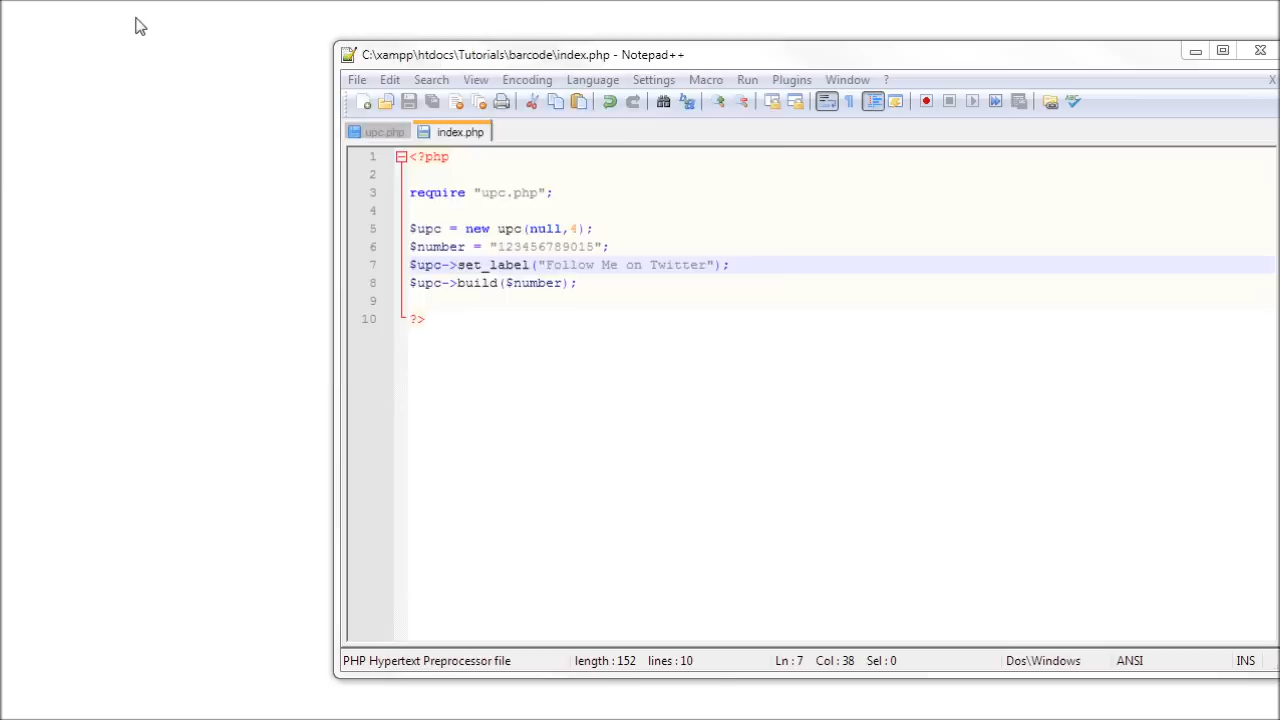 C:\xampp\htdocs\Tutorials\barcode\index.php - Notepad++
File Edit Search View Encoding Language Settings Macro Run Plugins Window ? X
upc.php index.php
1 <?php
2
3 require "upc.php";
4
5 $upc = new upc(null,4);
6 $number = "123456789015";
7 $upc->set_label("Follow Me on Twitter");
8 $upc->build($number);
9
10 ?>
PHP Hypertext Preprocessor file length : 152 lines : 10 Ln : 7 Col : 38 Sel : 0 Dos\Windows ANSI INS